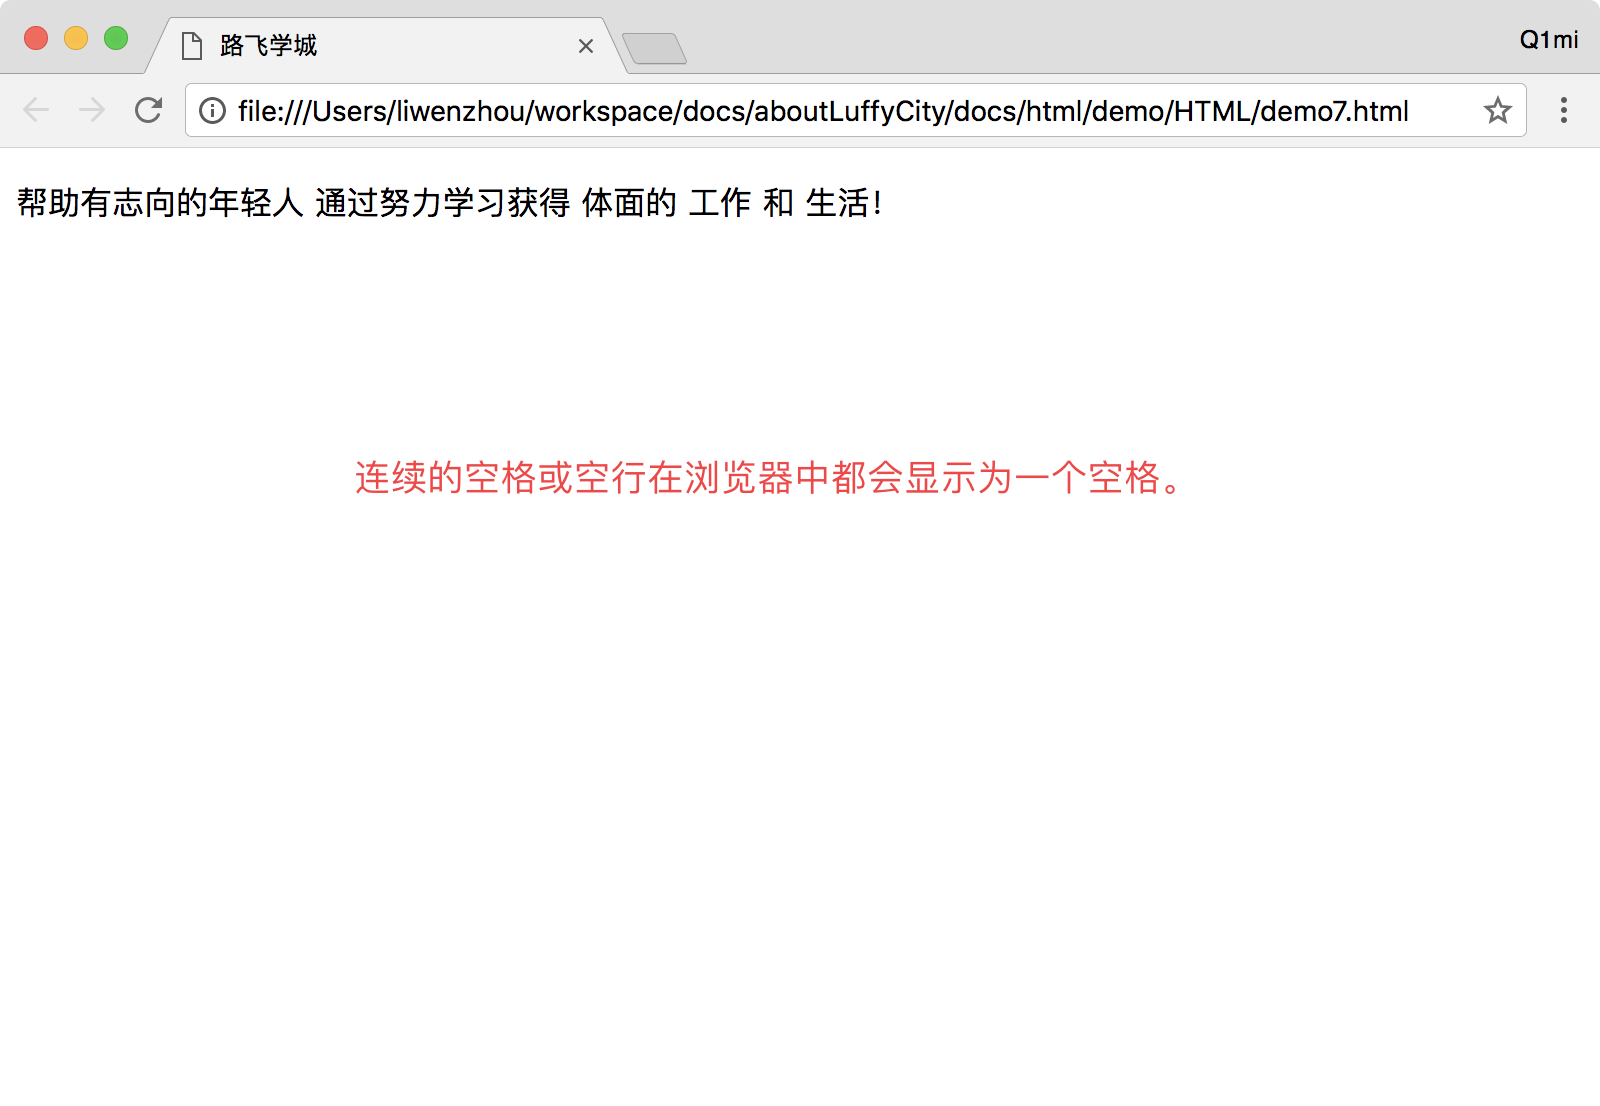 路飞学城
Q1mi
file:///Users/liwenzhou/workspace/docs/aboutLuffyCity/docs/html/demo/HTML/demo7.html
帮助有志向的年轻人 通过努力学习获得 体面的 工作 和 生活！
连续的空格或空行在浏览器中都会显示为一个空格。